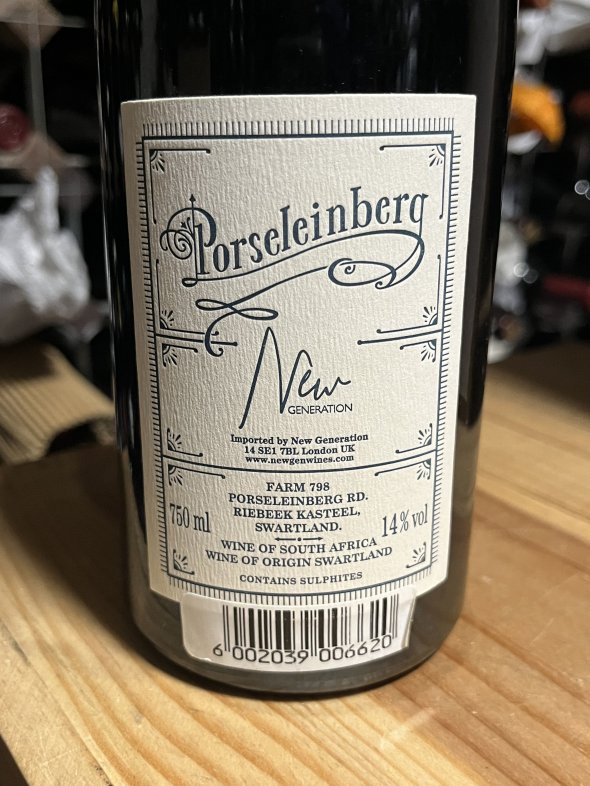 Porseleinberg
New
GENERATION
Imported by New Generation
14 SE1 7BL London UK
www.newgenwines.com
FARM 798
PORSELEINBERG RD.
RIEBEEK KASTEEL,
SWARTLAND.
750 ml
14% vol
WINE OF SOUTH AFRICA
WINE OF ORIGIN SWARTLAND
CONTAINS SULPHITES
6 002039 006620